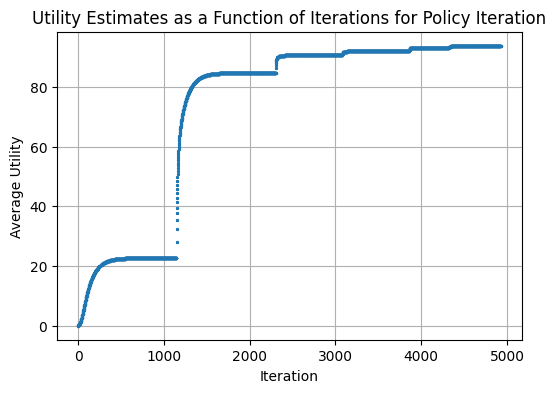 Utility Estimates as a Function of Iterations for Policy Iteration
Average Utility
80
60
40
20
0
0 1000 2000 3000 4000 5000
Iteration